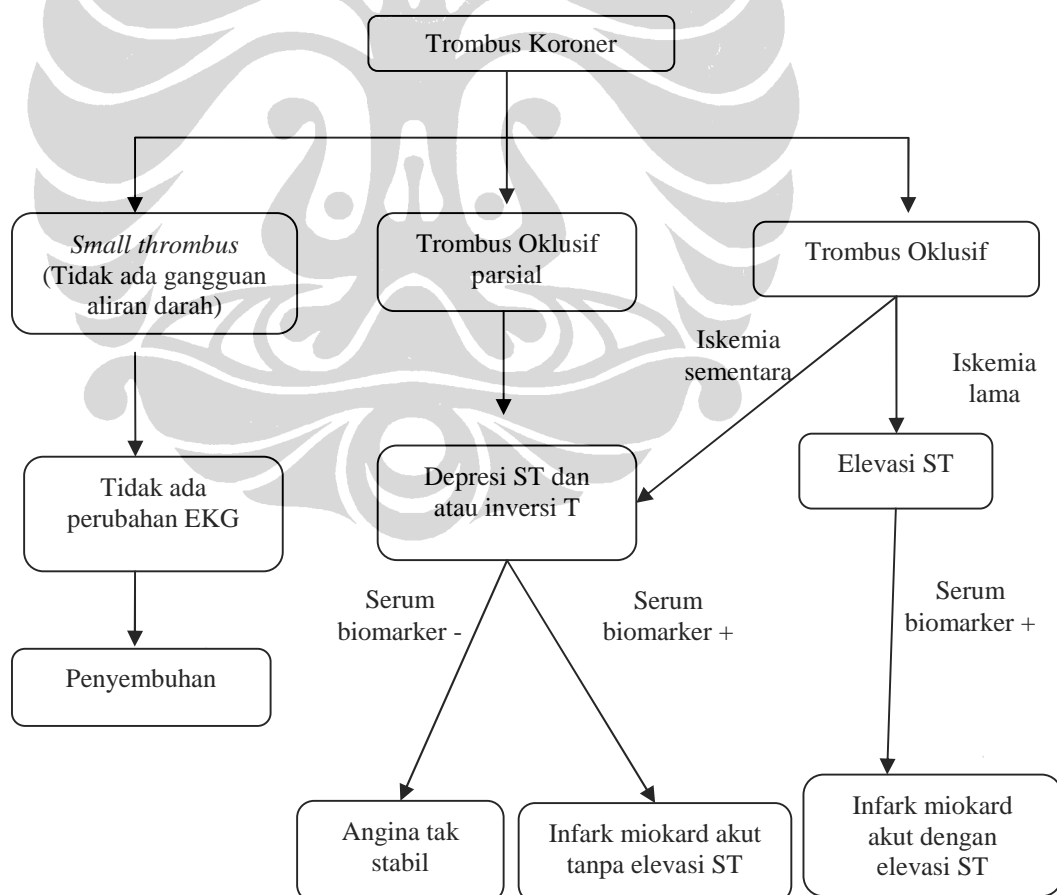 Trombus Koroner
Small thrombus
(Tidak ada gangguan
aliran darah)
Trombus Oklusif
parsial
Trombus Oklusif
Iskemia
sementara
Iskemia
lama
Tidak ada
perubahan EKG
Depresi ST dan
atau inversi T
Elevasi ST
Serum
biomarker -
Serum
biomarker +
Serum
biomarker +
Penyembuhan
Angina tak
stabil
Infark miokard akut
tanpa elevasi ST
Infark miokard
akut dengan
elevasi ST